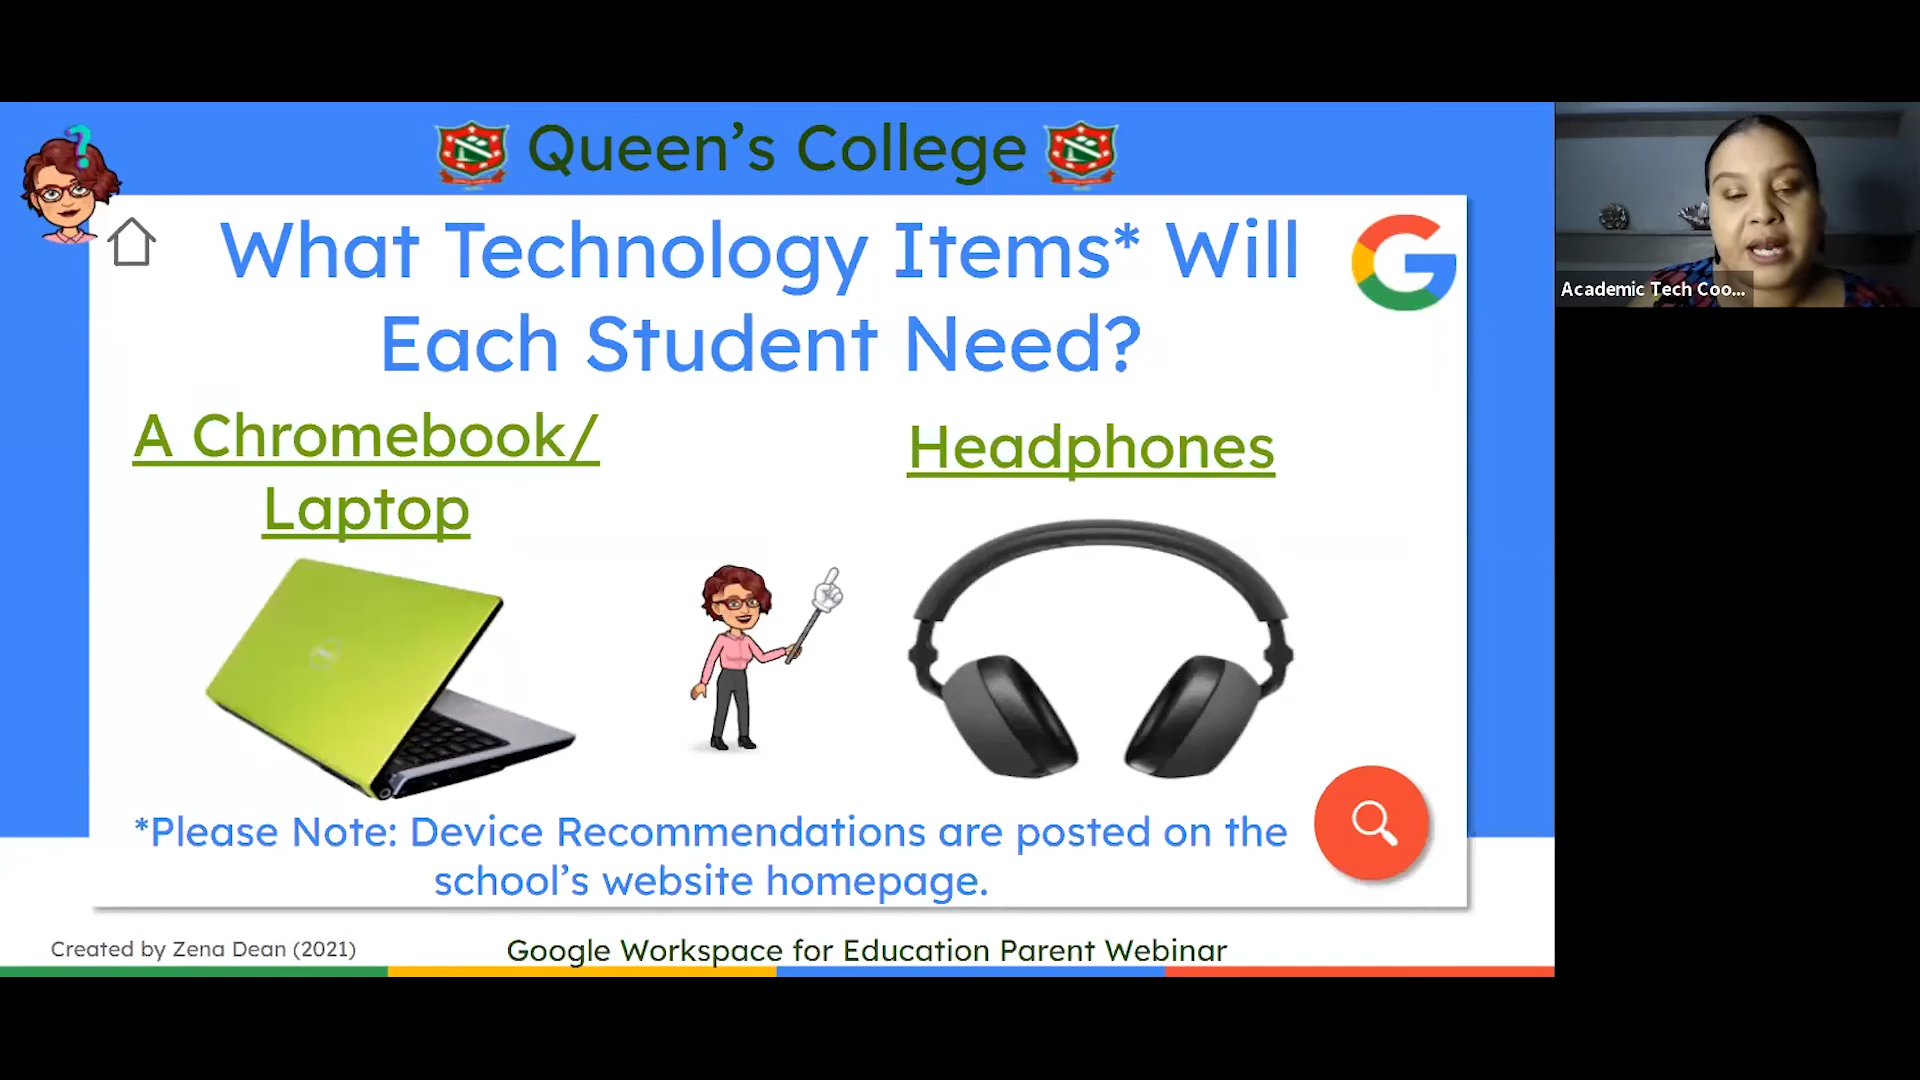 Queen's College
What Technology Items* Will
Each Student Need?
A Chromebook/
Laptop
Headphones
*Please Note: Device Recommendations are posted on the
school's website homepage.
Created by Zena Dean (2021)
Google Workspace for Education Parent Webinar
Academic Tech Coo...